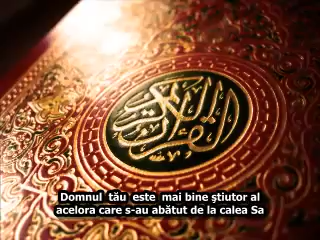 القرآن الكريم
Domnul tău este mai bine ştiutor al
acelora care s-au abătut de la calea Sa